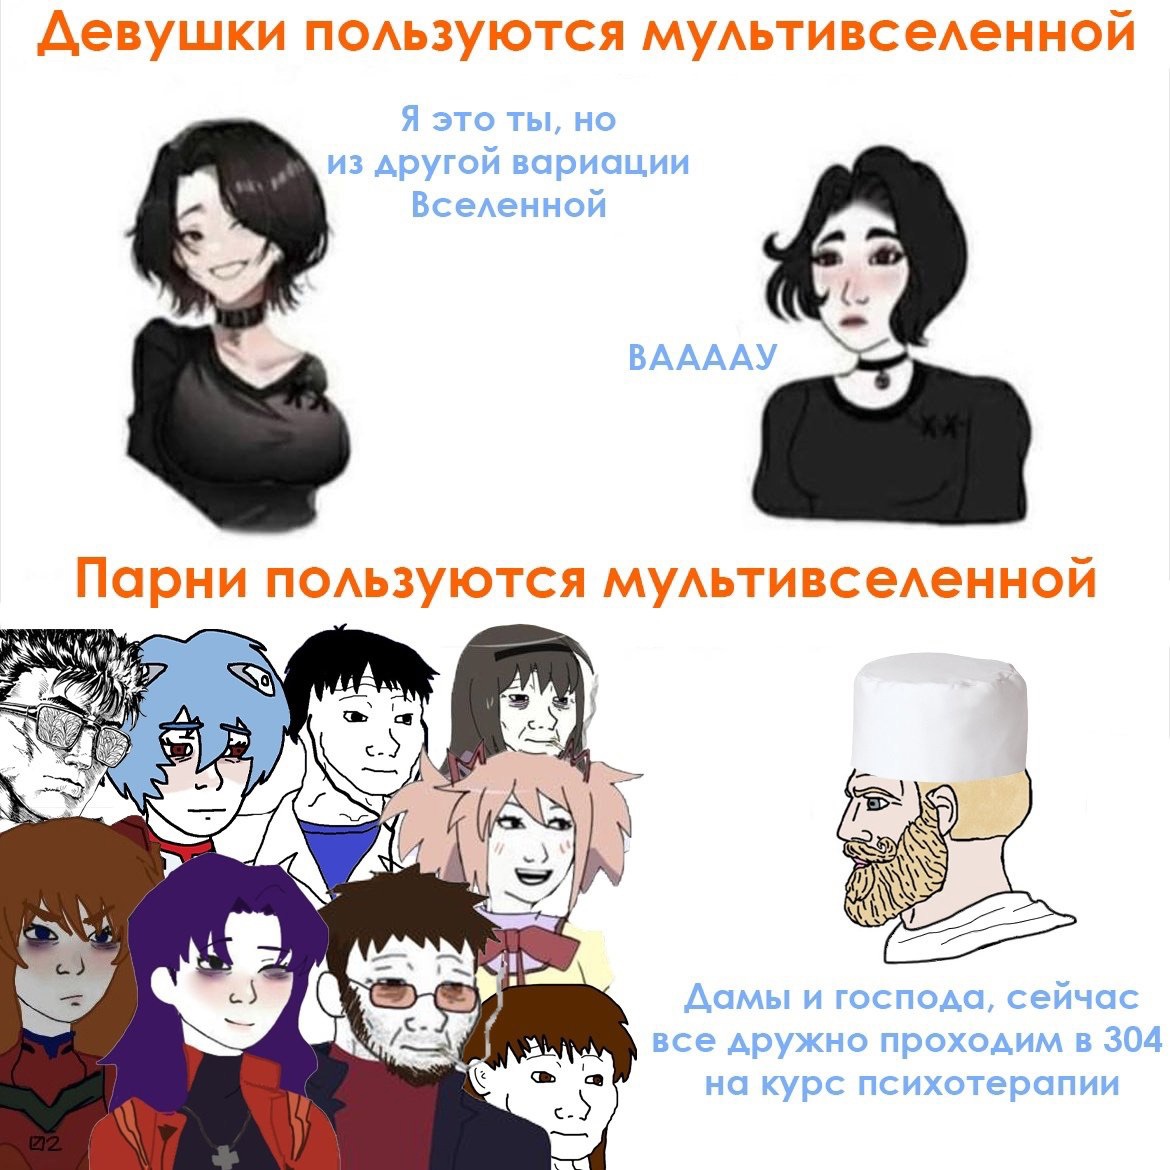 Девушки пользуются мультивселенной
Я это ты, но
из другой вариации
Вселенной
ВААААУ
Парни пользуются мультивселенной
02
Дамы и господа, сейчас
все дружно проходим в 304
на курс психотерапии